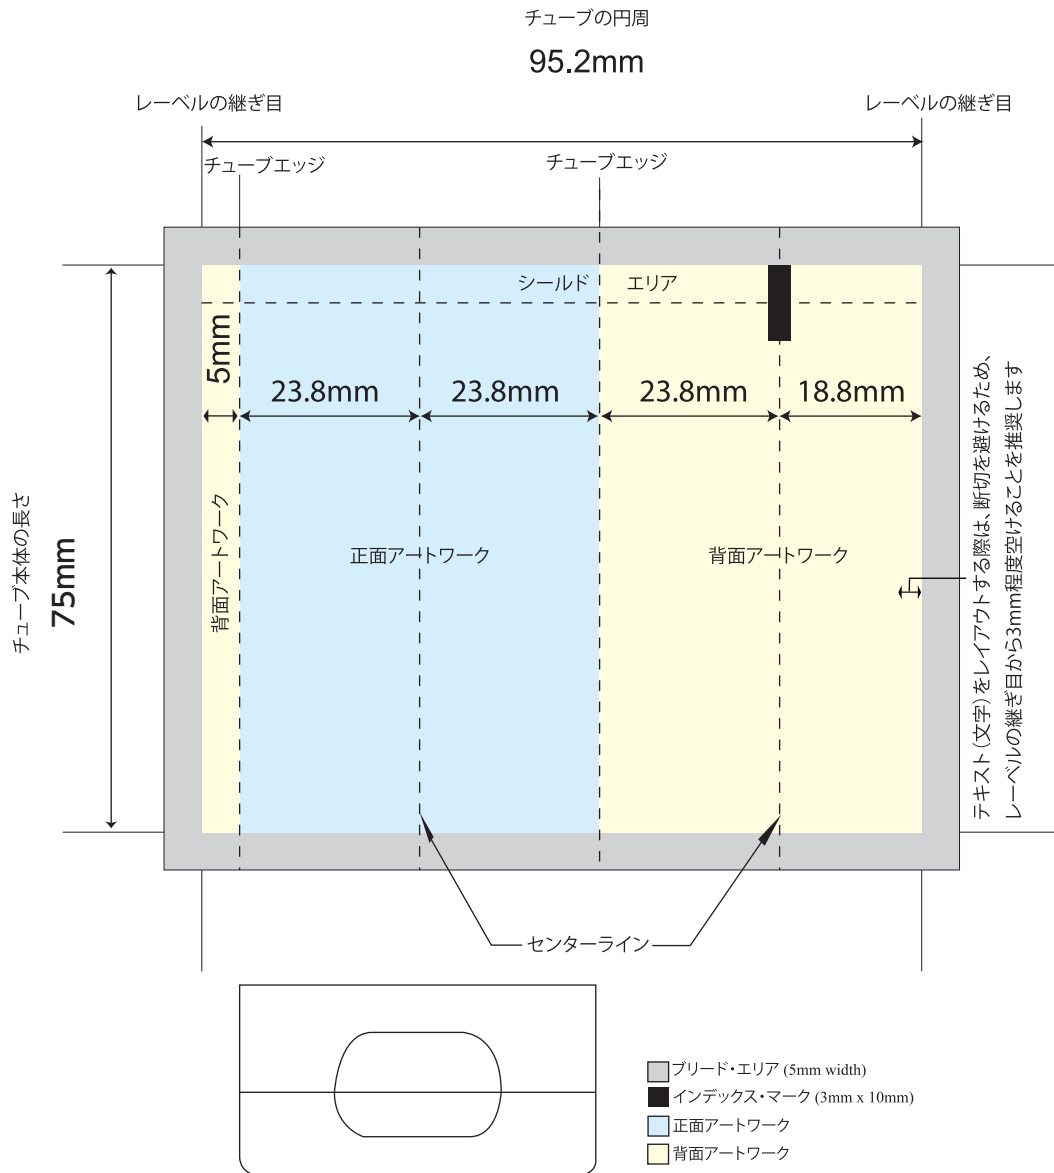 チューブの円周
95.2mm
レーベルの継ぎ目
レーベルの継ぎ目
チューブエッジ
チューブエッジ
シールド
エリア
5mm
23.8mm
23.8mm
23.8mm
18.8mm
チューブ本体の長さ
75mm
背面アートワーク
正面アートワーク
背面アートワーク
テキスト(文字)をレイアウトする際は、断切を避けるため、
レーベルの継ぎ目から3mm程度空けることを推奨します
センターライン
ブリード・エリア (5mm width)
インデックス・マーク (3mm x 10mm)
正面アートワーク
背面アートワーク